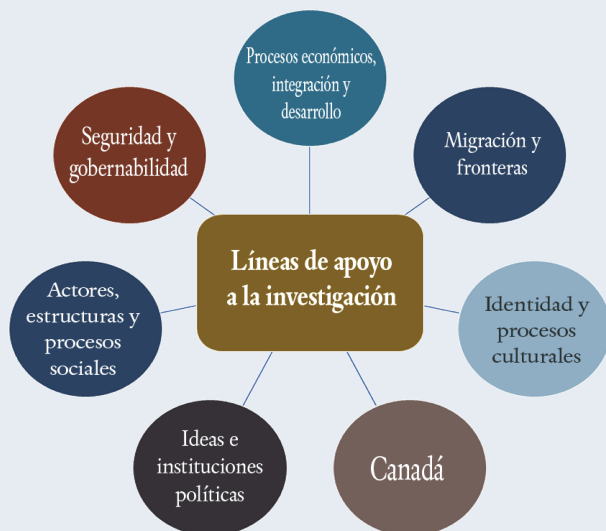 Procesos económicos,
integración y
desarrollo
Seguridad y
gobernabilidad
Migración y
fronteras
Líneas de apoyo
a la investigación
Actores,
estructuras y
procesos
sociales
Identidad y
procesos
culturales
Ideas e
instituciones
políticas
Canadá